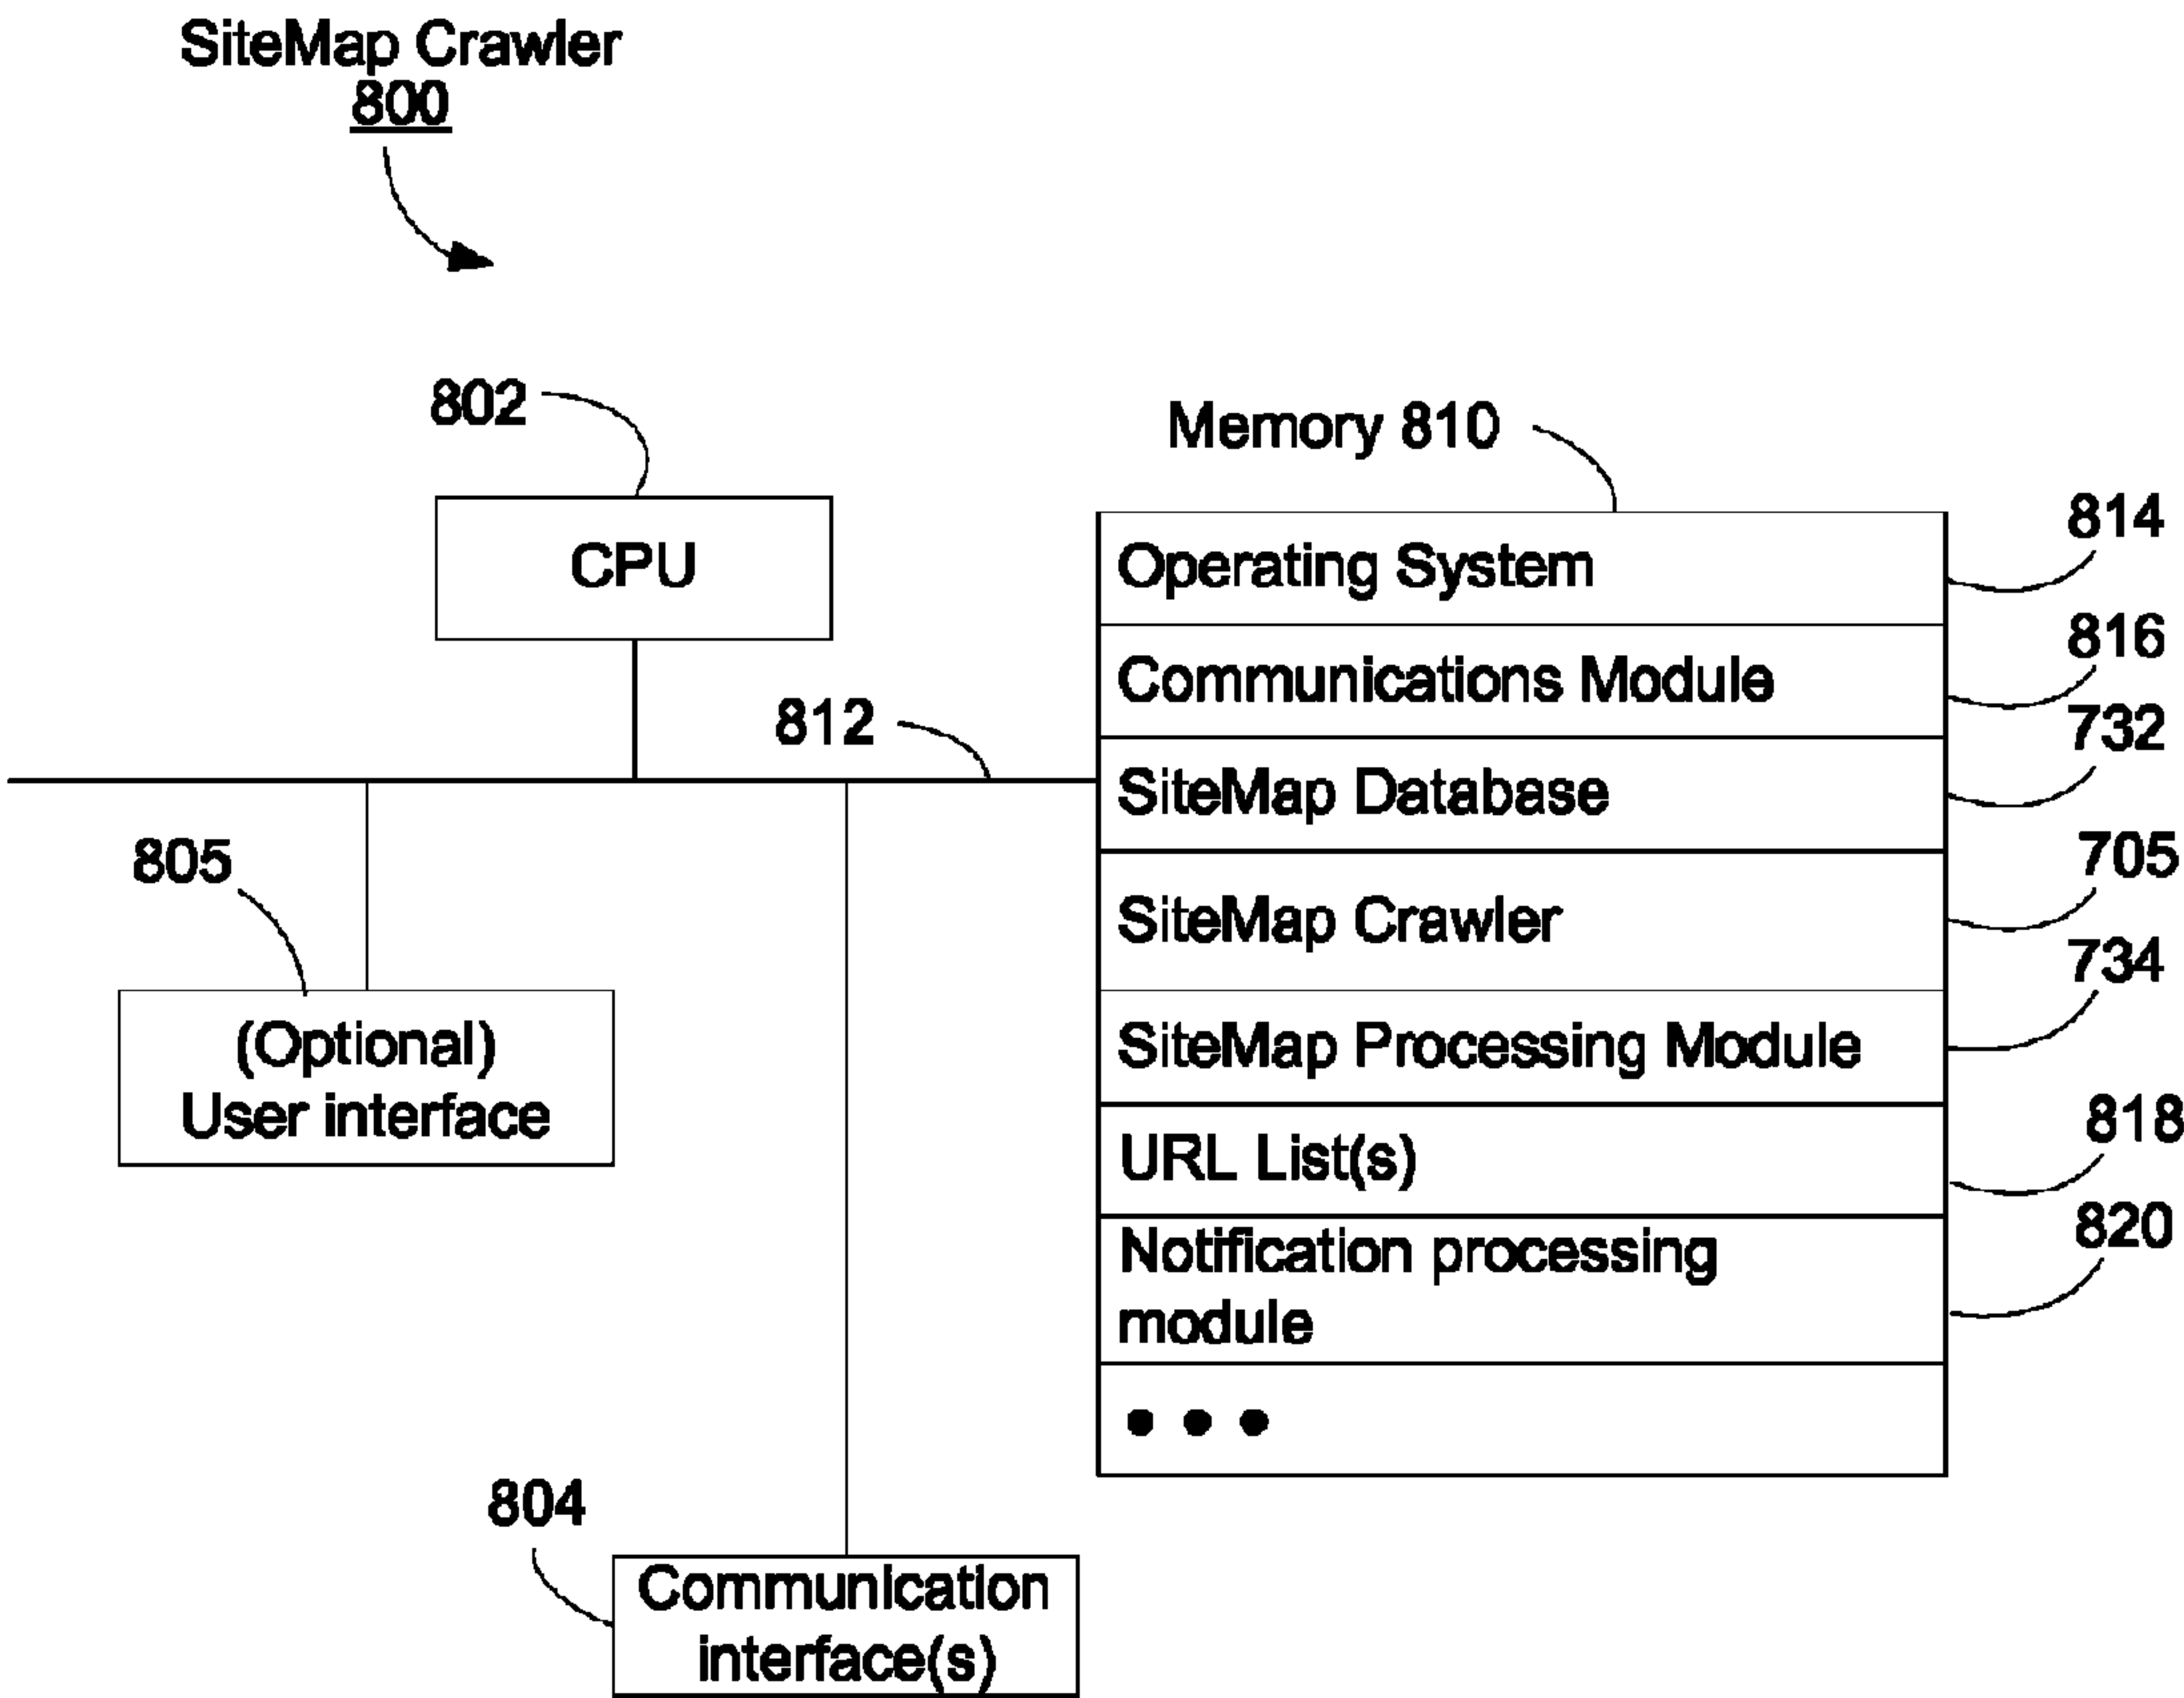 SiteMap Crawler
800
802
Memory 810
CPU
Operating System
814
Communications Module
816
812
SiteMap Database
732
805
SiteMap Crawler
705
(Optional)
User interface
SiteMap Processing Module
734
URL List(s)
818
Notification processing
module
820
804
Communication
interface(s)